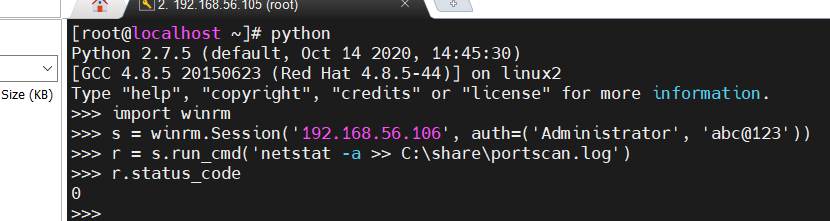 2. 192.168.56.105 (root)
[root@localhost ~]# python
Python 2.7.5 (default, Oct 14 2020, 14:45:30)
[GCC 4.8.5 20150623 (Red Hat 4.8.5-44)] on linux2
Size (KB)
Type "help", "copyright", "credits" or "license" for more information.
>>> import winrm
>>> s = winrm.Session('192.168.56.106', auth=('Administrator', 'abc@123'))
>>> r = s.run_cmd('netstat -a >> C:\share\portscan.log')
>>> r.status_code
0
>>>